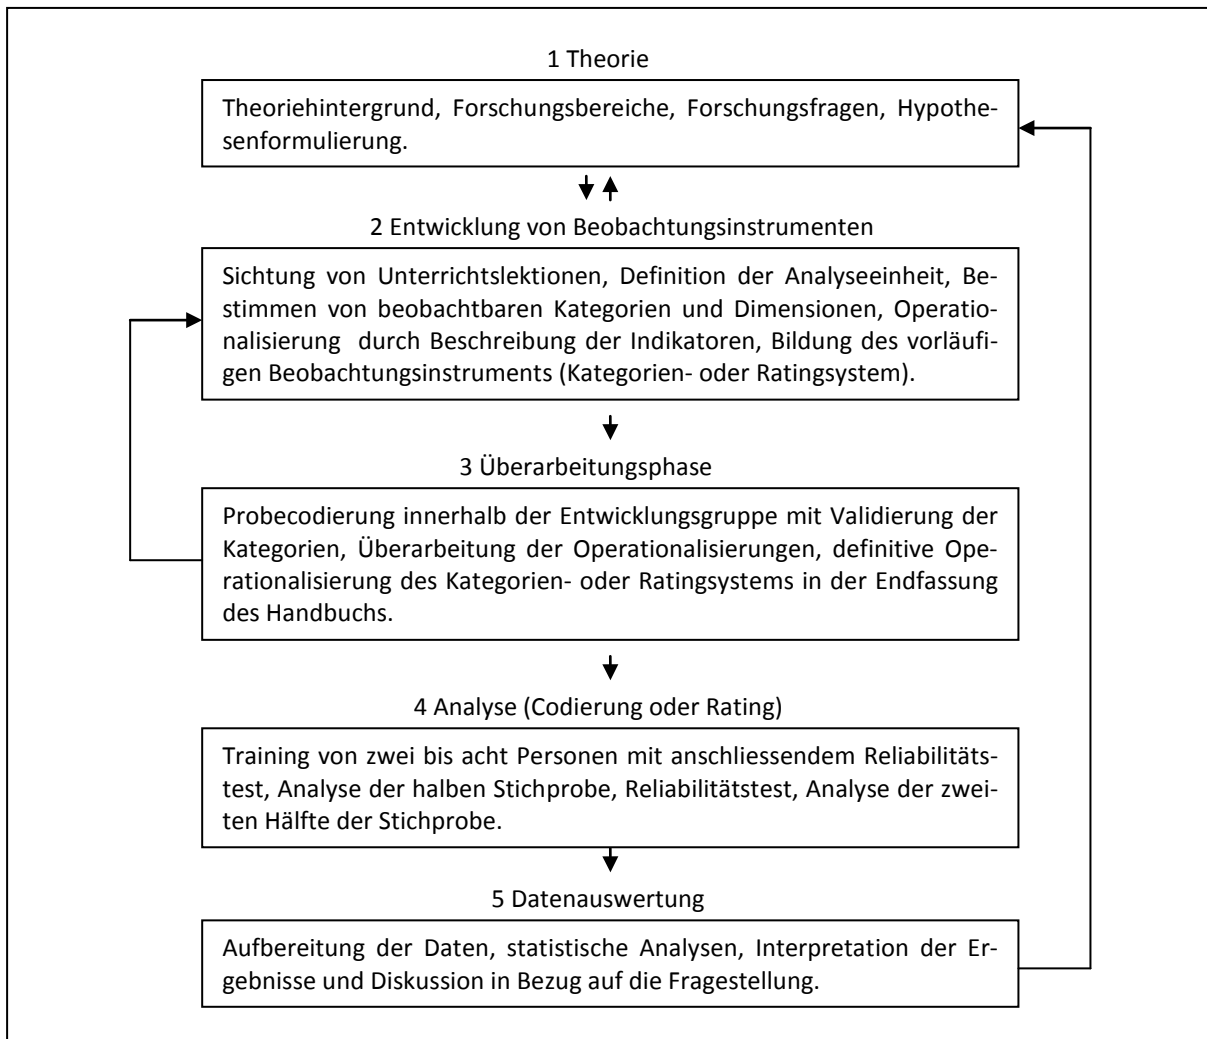 1 Theorie
Theoriehintergrund, Forschungsbereiche, Forschungsfragen, Hypothe-
senformulierung.
2 Entwicklung von Beobachtungsinstrumenten
Sichtung von Unterrichtslektionen, Definition der Analyseeinheit, Be-
stimmen von beobachtbaren Kategorien und Dimensionen, Operatio-
nalisierung durch Beschreibung der Indikatoren, Bildung des vorläufi-
gen Beobachtungsinstruments (Kategorien- oder Ratingsystem).
3 Überarbeitungsphase
Probecodierung innerhalb der Entwicklungsgruppe mit Validierung der
Kategorien, Überarbeitung der Operationalisierungen, definitive Ope-
rationalisierung des Kategorien- oder Ratingsystems in der Endfassung
des Handbuchs.
4 Analyse (Codierung oder Rating)
Training von zwei bis acht Personen mit anschliessendem Reliabilitäts-
test, Analyse der halben Stichprobe, Reliabilitätstest, Analyse der zwei-
ten Hälfte der Stichprobe.
5 Datenauswertung
Aufbereitung der Daten, statistische Analysen, Interpretation der Er-
gebnisse und Diskussion in Bezug auf die Fragestellung.